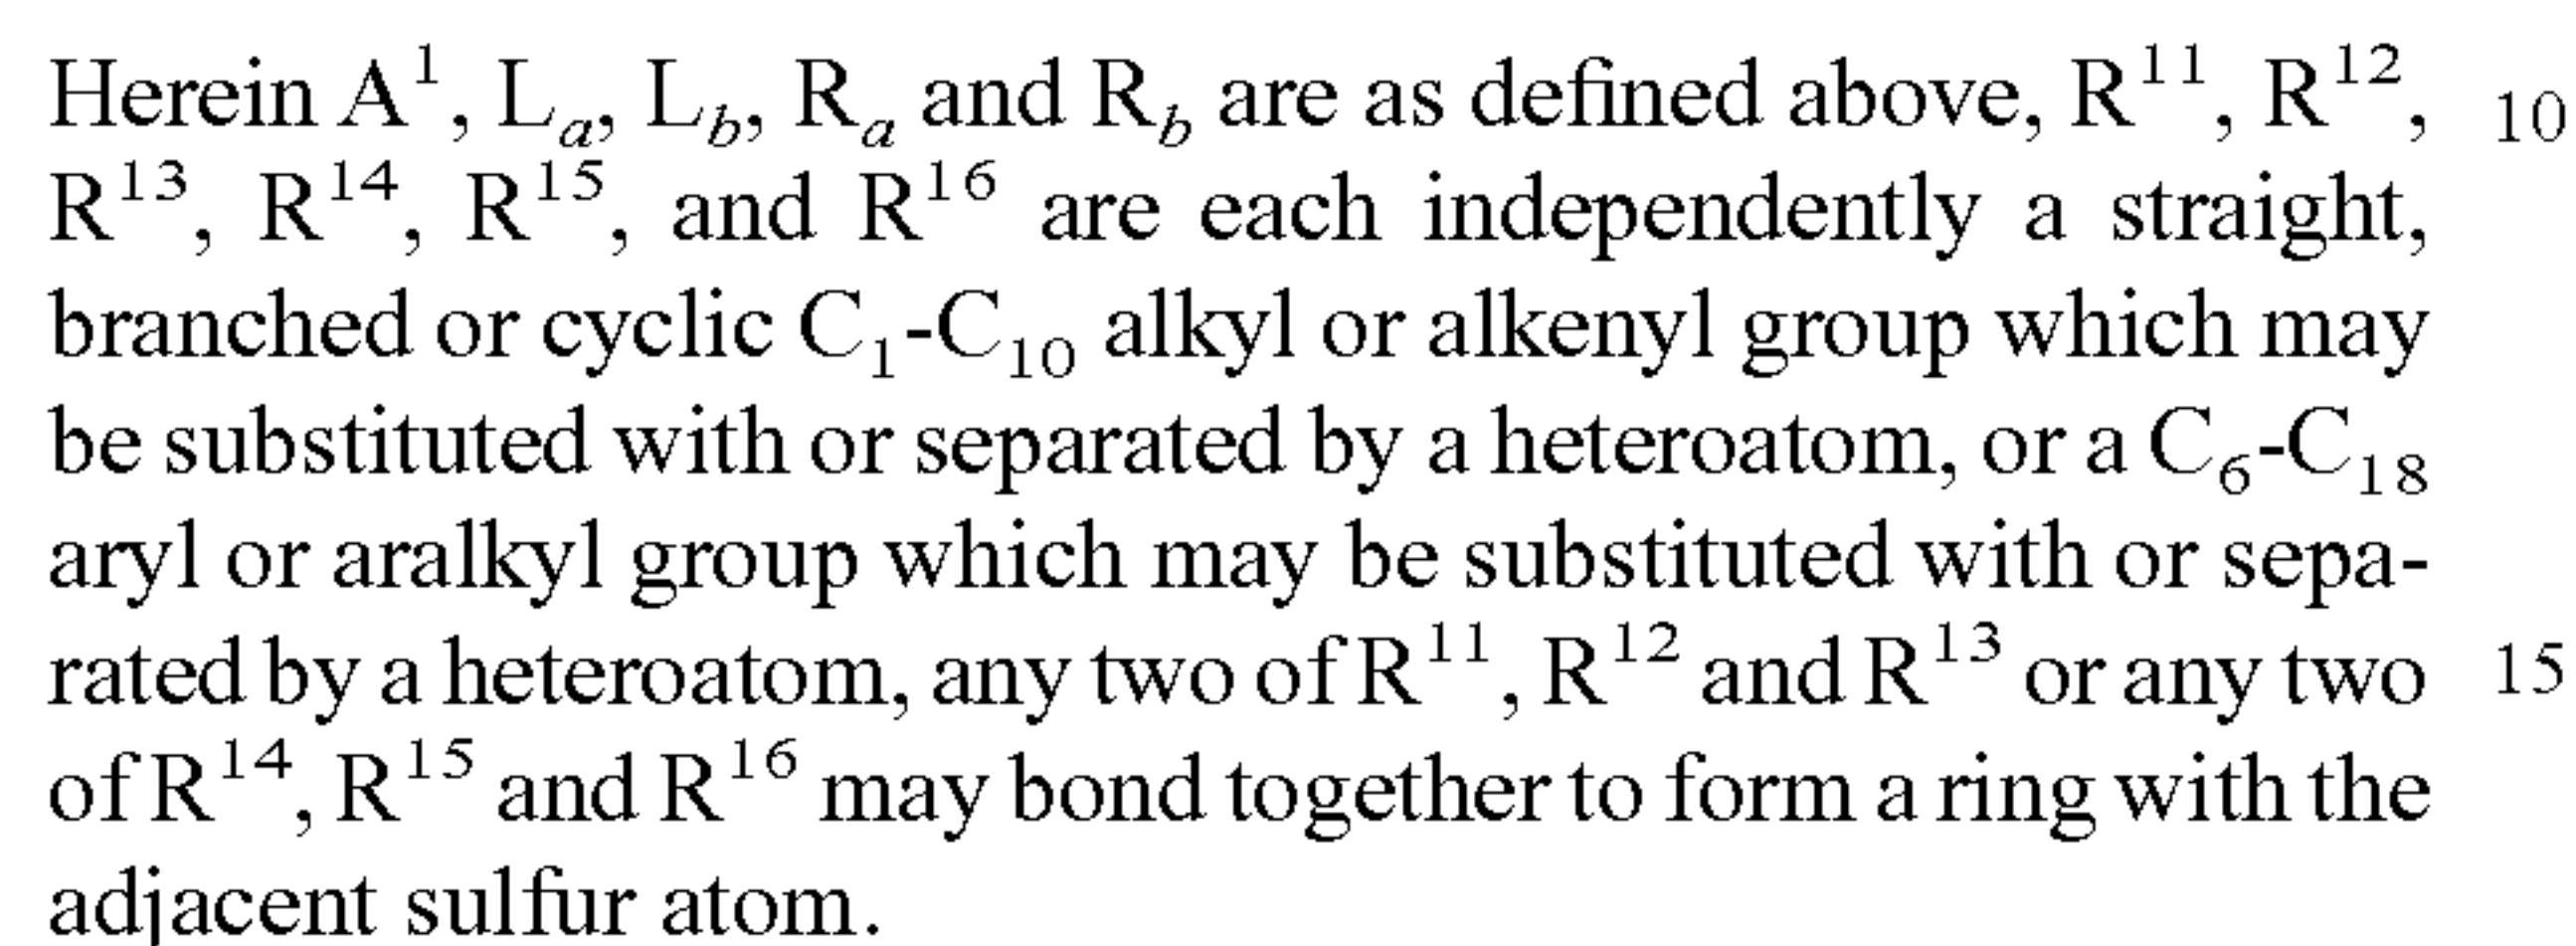 Herein A¹, Lₐ, L_b, Rₐ and R_b are as defined above, R¹¹, R¹², 10
R¹³, R¹⁴, R¹⁵, and R¹⁶ are each independently a straight,
branched or cyclic C₁-C₁₀ alkyl or alkenyl group which may
be substituted with or separated by a heteroatom, or a C₆-C₁₈
aryl or aralkyl group which may be substituted with or sepa-
rated by a heteroatom, any two of R¹¹, R¹² and R¹³ or any two 15
of R¹⁴, R¹⁵ and R¹⁶ may bond together to form a ring with the
adjacent sulfur atom.